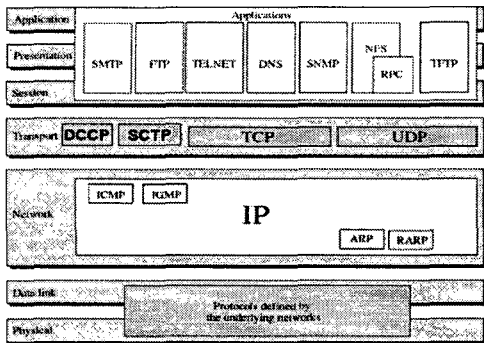 Application
Applications
Presentation
SMTP FTP TELNET DNS SNMP NFS RPC TFTP
Session
Transport DCCP SCTP TCP UDP
ICMP IGMP
Network
IP
ARP RARP
Data link
Protocols defined by
the underlying networks
Physical